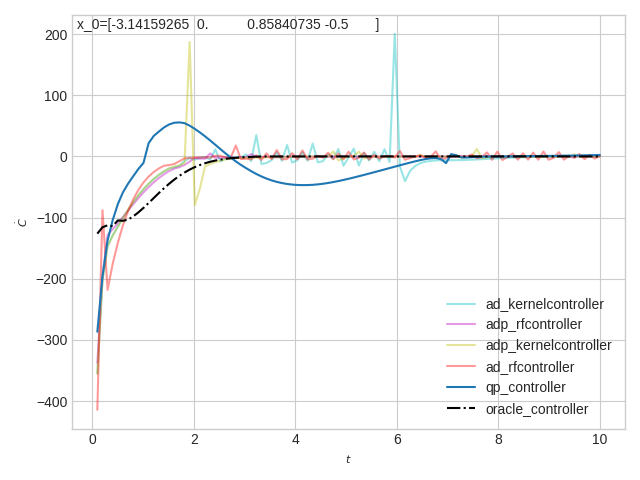 x_0=[-3.14159265 0. 0.85840735 -0.5 ]
200
100
0
−100
−200
−300
−400
Ċ
ad_kernelcontroller
adp_rfcontroller
adp_kernelcontroller
ad_rfcontroller
qp_controller
oracle_controller
0 2 4 6 8 10
t